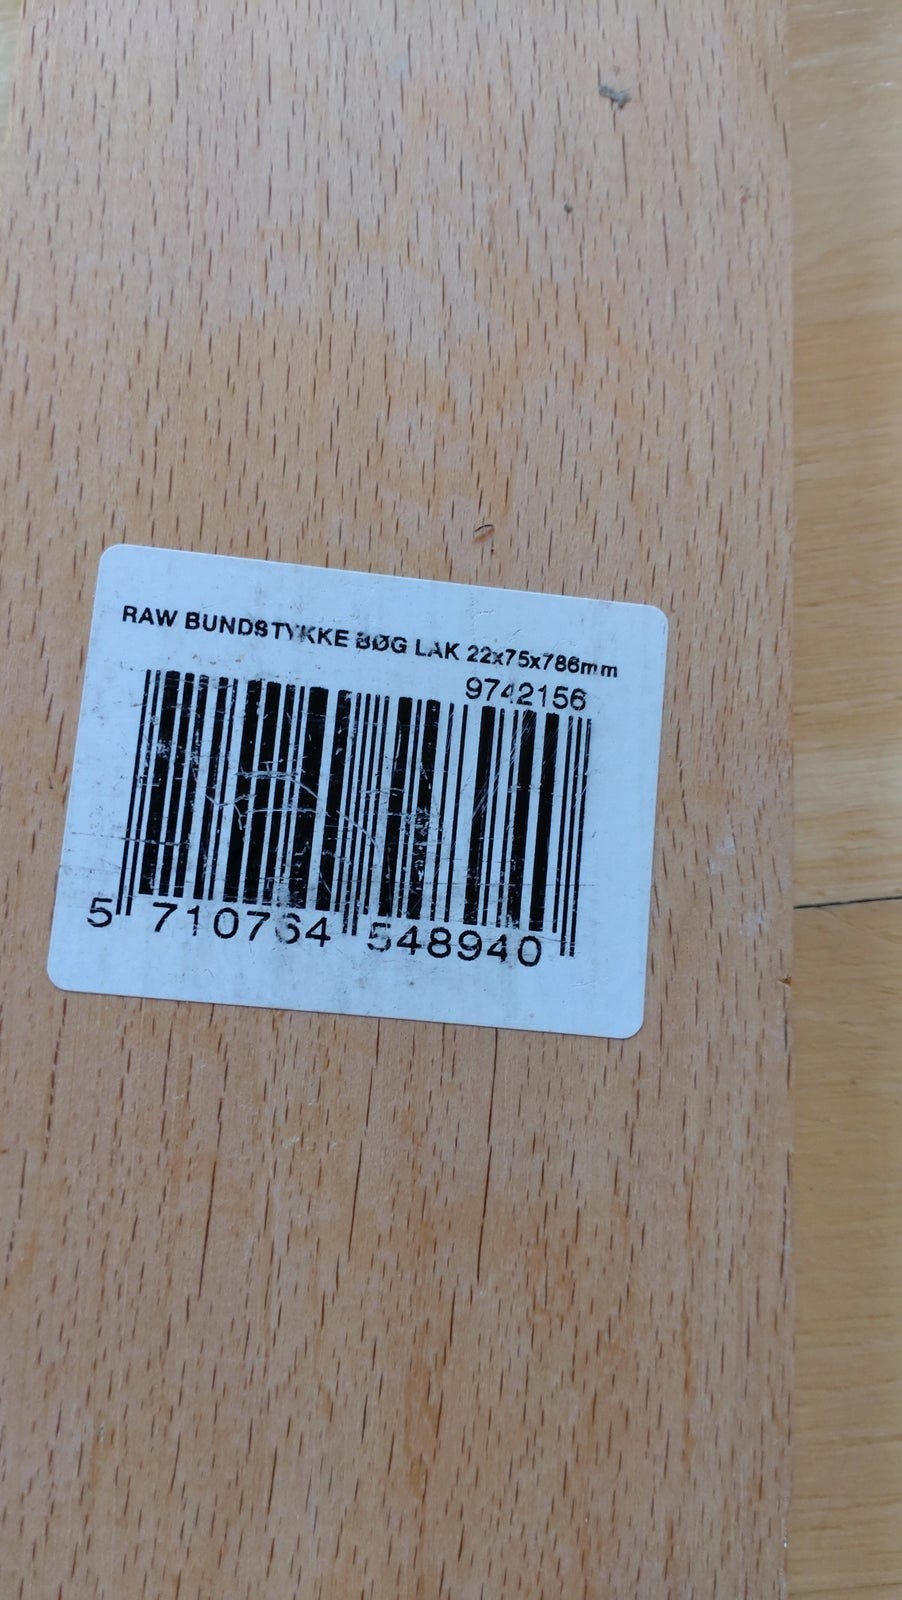 RAW BUNDSTYKKE BØG LAK 22x75x786mm
9742156
5 710764 548940